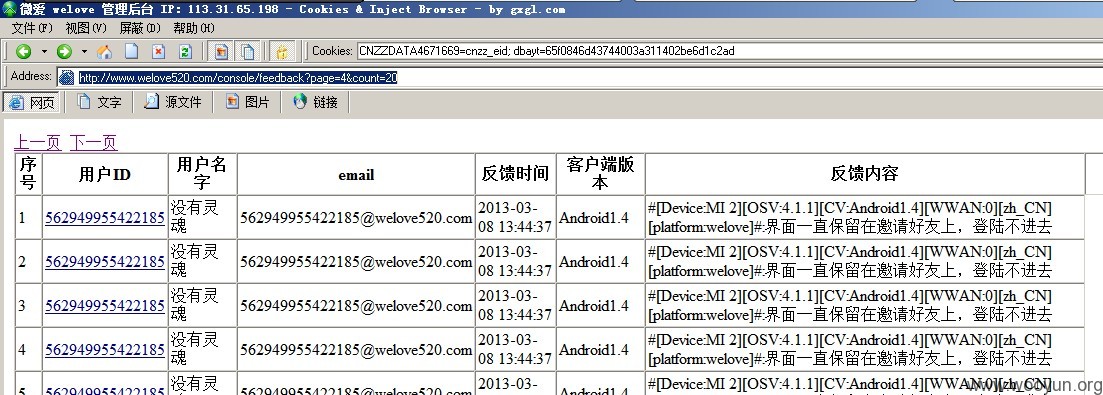 微爱 welove 管理后台 IP: 113.31.65.198 - Cookies & Inject Browser - by gxgl.com
文件(F) 视图(V) 屏蔽(D) 帮助(H)
Cookies: CNZZDATA4671669=cnzz_eid; dbayt=65f0846d43744003a311402be6d1c2ad
Address: http://www.welove520.com/console/feedback?page=4&count=20
网页 文字 源文件 图片 链接
上一页 下一页
序号 用户ID 用户名字 email 反馈时间 客户端版本 反馈内容
1 562949955422185 没有灵魂 562949955422185@welove520.com 2013-03-08 13:44:37 Android1.4 #[Device:MI 2][OSV:4.1.1][CV:Android1.4][WWAN:0][zh_CN]
[platform:welove]#:界面一直保留在邀请好友上，登陆不进去
2 562949955422185 没有灵魂 562949955422185@welove520.com 2013-03-08 13:44:37 Android1.4 #[Device:MI 2][OSV:4.1.1][CV:Android1.4][WWAN:0][zh_CN]
[platform:welove]#:界面一直保留在邀请好友上，登陆不进去
3 562949955422185 没有灵魂 562949955422185@welove520.com 2013-03-08 13:44:37 Android1.4 #[Device:MI 2][OSV:4.1.1][CV:Android1.4][WWAN:0][zh_CN]
[platform:welove]#:界面一直保留在邀请好友上，登陆不进去
4 562949955422185 没有灵魂 562949955422185@welove520.com 2013-03-08 13:44:37 Android1.4 #[Device:MI 2][OSV:4.1.1][CV:Android1.4][WWAN:0][zh_CN]
[platform:welove]#:界面一直保留在邀请好友上，登陆不进去
5 562949955422185 没有灵 562949955422185@welove520.com 2013-03- Android1.4 #[Device:MI 2][OSV:4.1.1][CV:Android1.4][WWAN:0][zh_CN]
www.wooyun.org